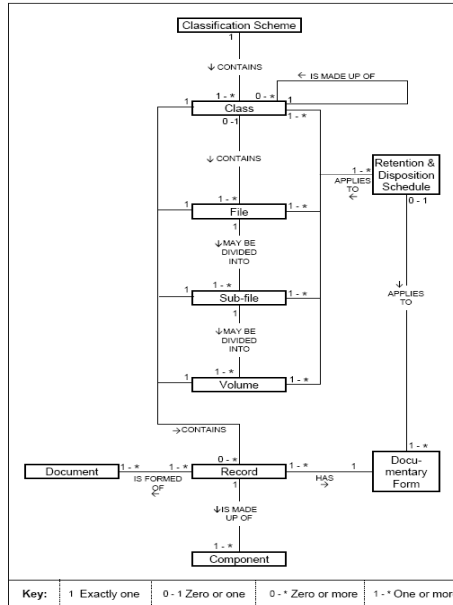 Classification Scheme
1
↓ CONTAINS
← IS MADE UP OF
1 - *
0 - *
1
Class
1
0 -1
1 - *
↓ CONTAINS
1 - *
Retention &
Disposition
Schedule
APPLIES
TO
←
0 - 1
1 - *
1
File
1 - *
1
↓MAY BE
DIVIDED
INTO
↓ APPLIES
TO
1 - *
1
Sub-file
1 - *
1
↓MAY BE
DIVIDED
INTO
1 - *
1
Volume
1 - *
→CONTAINS
0 - *
1 - *
Document
1 - *
1 - *
Record
1 - *
1
Docu-
mentary
Form
IS FORMED
OF
←
HAS
→
1
↓IS MADE
UP OF
1 - *
Component
Key: 1 Exactly one 0 - 1 Zero or one 0 - * Zero or more 1 - * One or more